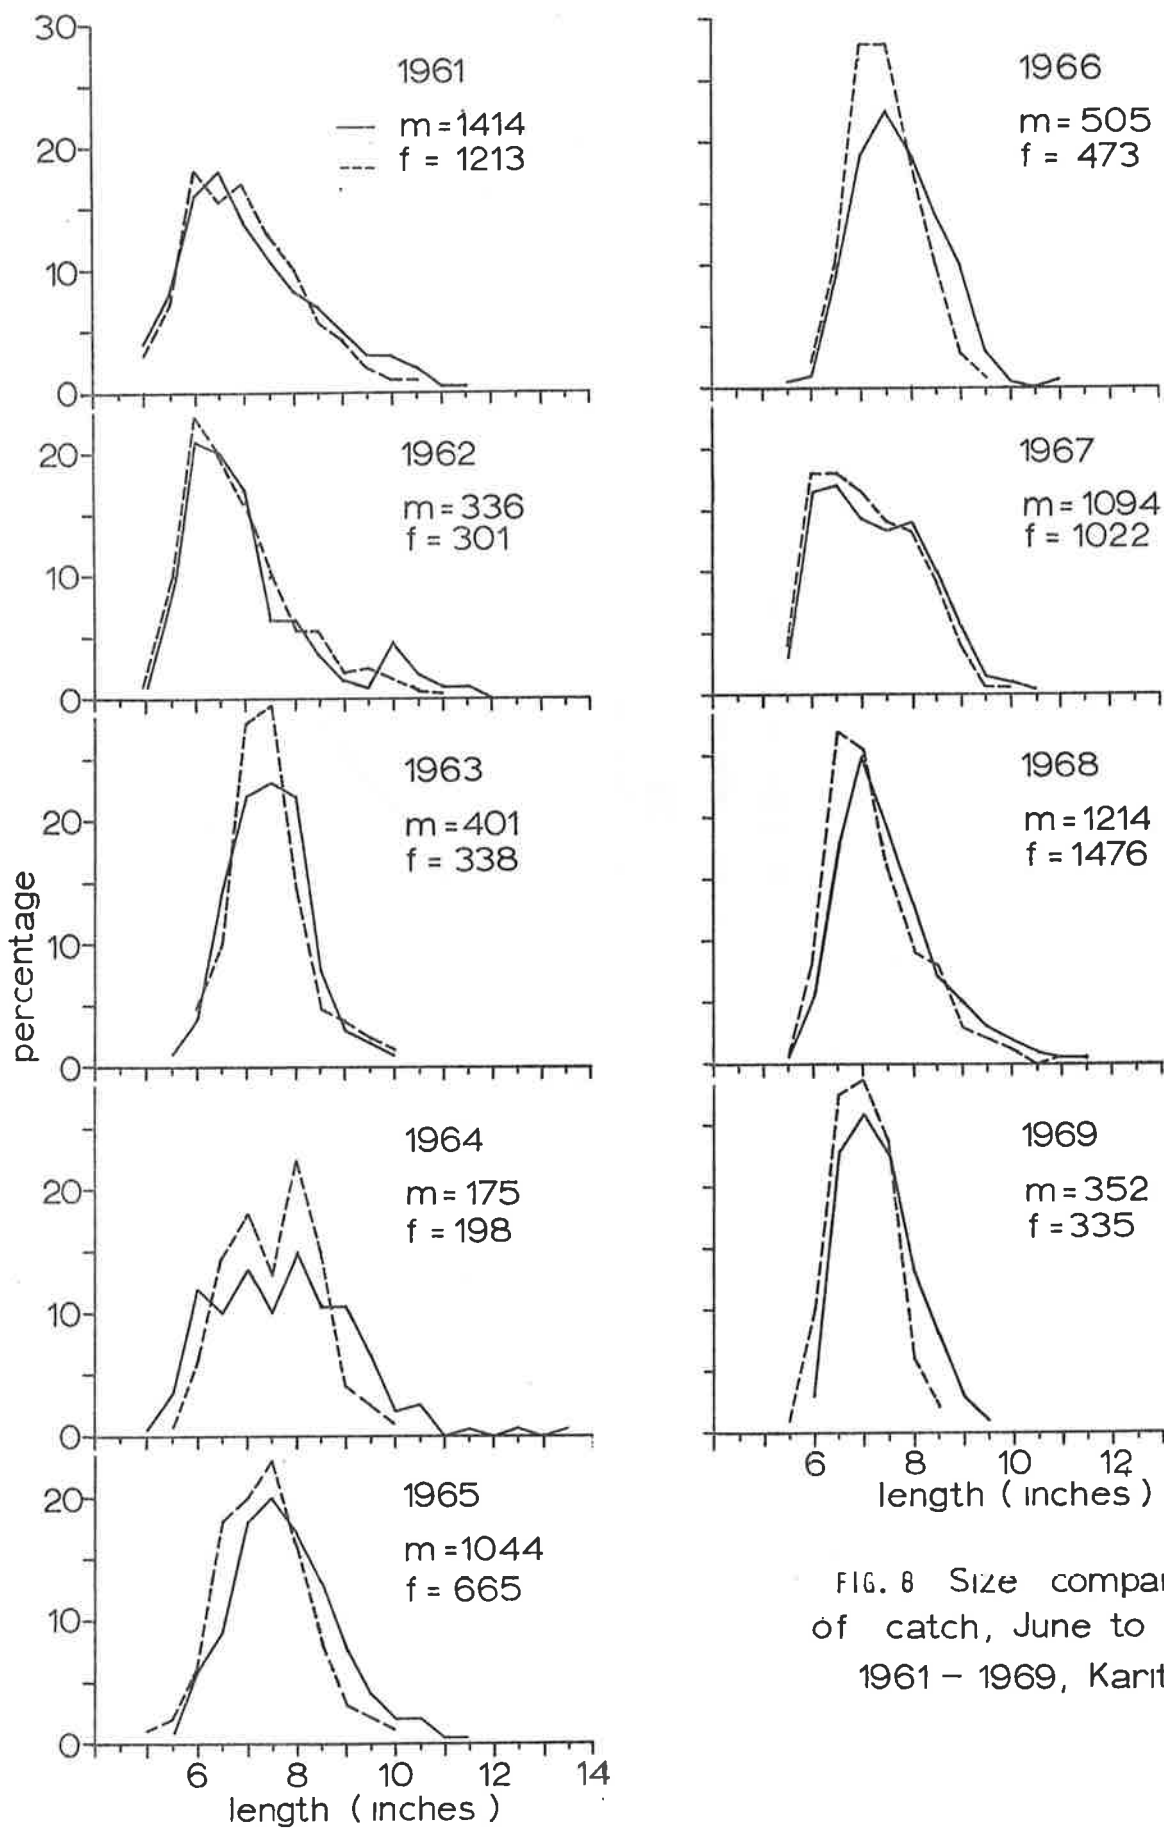 30
20
10
0
1961
m = 1414
f = 1213
20
10
0
1962
m = 336
f = 301
percentage
20
10
0
1963
m = 401
f = 338
20
10
0
1964
m = 175
f = 198
20
10
0
1965
m = 1044
f = 665
6 8 10 12 14
length ( inches )
1966
m = 505
f = 473
1967
m = 1094
f = 1022
1968
m = 1214
f = 1476
1969
m = 352
f = 335
6 8 10 12
length ( inches )
FIG. 8 Size compar
of catch, June to
1961 – 1969, Karit